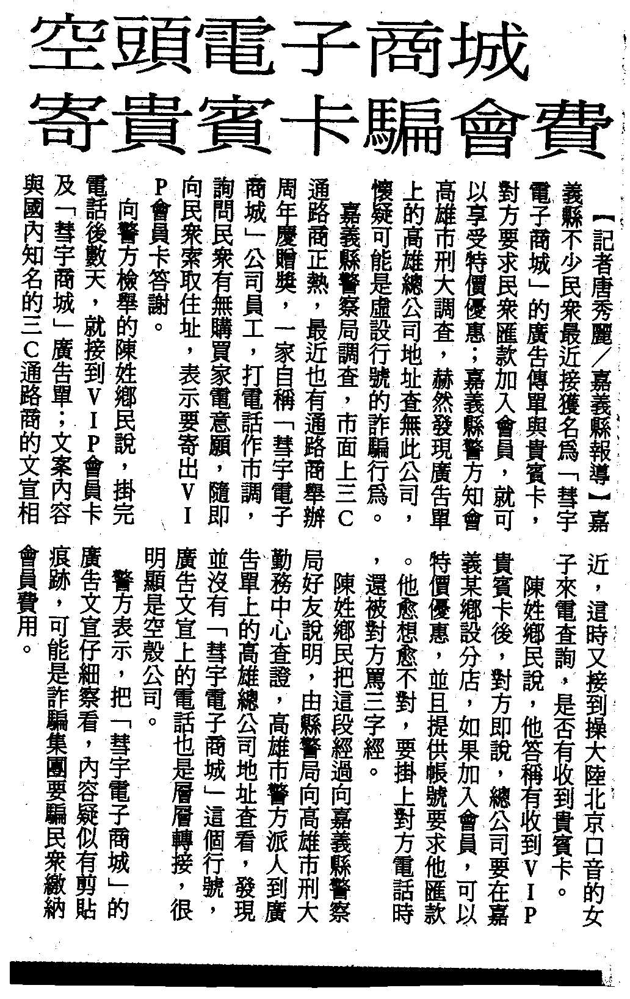 空頭電子商城
寄貴賓卡騙會費
【記者唐秀麗／嘉義縣報導】嘉
義縣不少民眾最近接獲名為「彗宇
電子商城」的廣告傳單與貴賓卡，
對方要求民眾匯款加入會員，就可
以享受特價優惠；嘉義縣警方知會
高雄市刑大調查，赫然發現廣告單
上的高雄總公司地址查無此公司，
懷疑可能是虛設行號的詐騙行為。
嘉義縣警察局調查，市面上三C
通路商正熱，最近也有通路商舉辦
周年慶贈獎，一家自稱「彗宇電子
商城」公司員工，打電話作市調，
詢問民眾有無購買家電意願，隨即
向民眾索取住址，表示要寄出VI
P會員卡答謝。
向警方檢舉的陳姓鄉民說，掛完
電話後數天，就接到VIP會員卡
及「彗宇商城」廣告單；文案內容
與國內知名的三C通路商的文宣相
近，這時又接到操大陸北京口音的女
子來電查詢，是否有收到貴賓卡。
陳姓鄉民說，他答稱有收到VIP
貴賓卡後，對方即說，總公司要在嘉
義某鄉設分店，如果加入會員，可以
特價優惠，並且提供帳號要求他匯款
。他愈想愈不對，要掛上對方電話時
，還被對方罵三字經。
陳姓鄉民把這段經過向嘉義縣警察
局好友說明，由縣警局向高雄市刑大
勤務中心查證，高雄市警方派人到廣
告單上的高雄總公司地址查看，發現
並沒有「彗宇電子商城」這個行號，
廣告文宣上的電話也是層層轉接，很
明顯是空殼公司。
警方表示，把「彗宇電子商城」的
廣告文宣仔細察看，內容疑似有剪貼
痕跡，可能是詐騙集團要騙民眾繳納
會員費用。